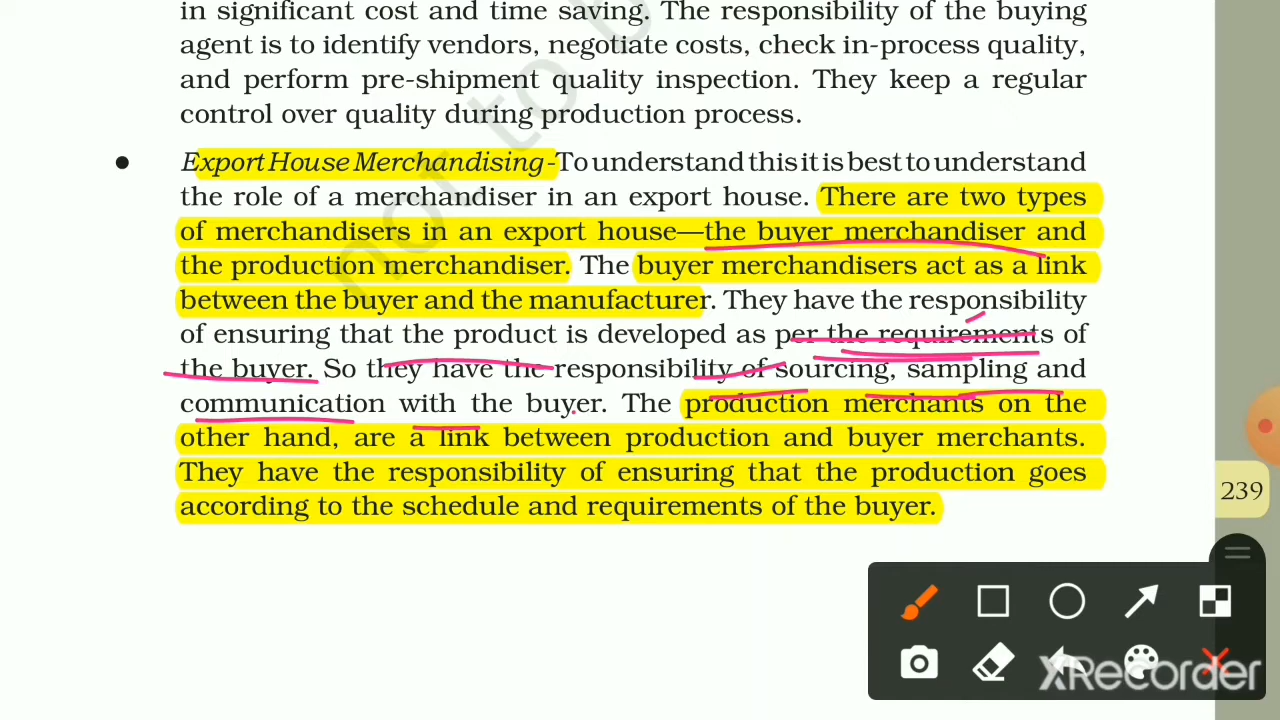 in significant cost and time saving. The responsibility of the buying
agent is to identify vendors, negotiate costs, check in-process quality,
and perform pre-shipment quality inspection. They keep a regular
control over quality during production process.
• Export House Merchandising - To understand this it is best to understand
the role of a merchandiser in an export house. There are two types
of merchandisers in an export house—the buyer merchandiser and
the production merchandiser. The buyer merchandisers act as a link
between the buyer and the manufacturer. They have the responsibility
of ensuring that the product is developed as per the requirements of
the buyer. So they have the responsibility of sourcing, sampling and
communication with the buyer. The production merchants on the
other hand, are a link between production and buyer merchants.
They have the responsibility of ensuring that the production goes
according to the schedule and requirements of the buyer.
239
not to b
XRecorder